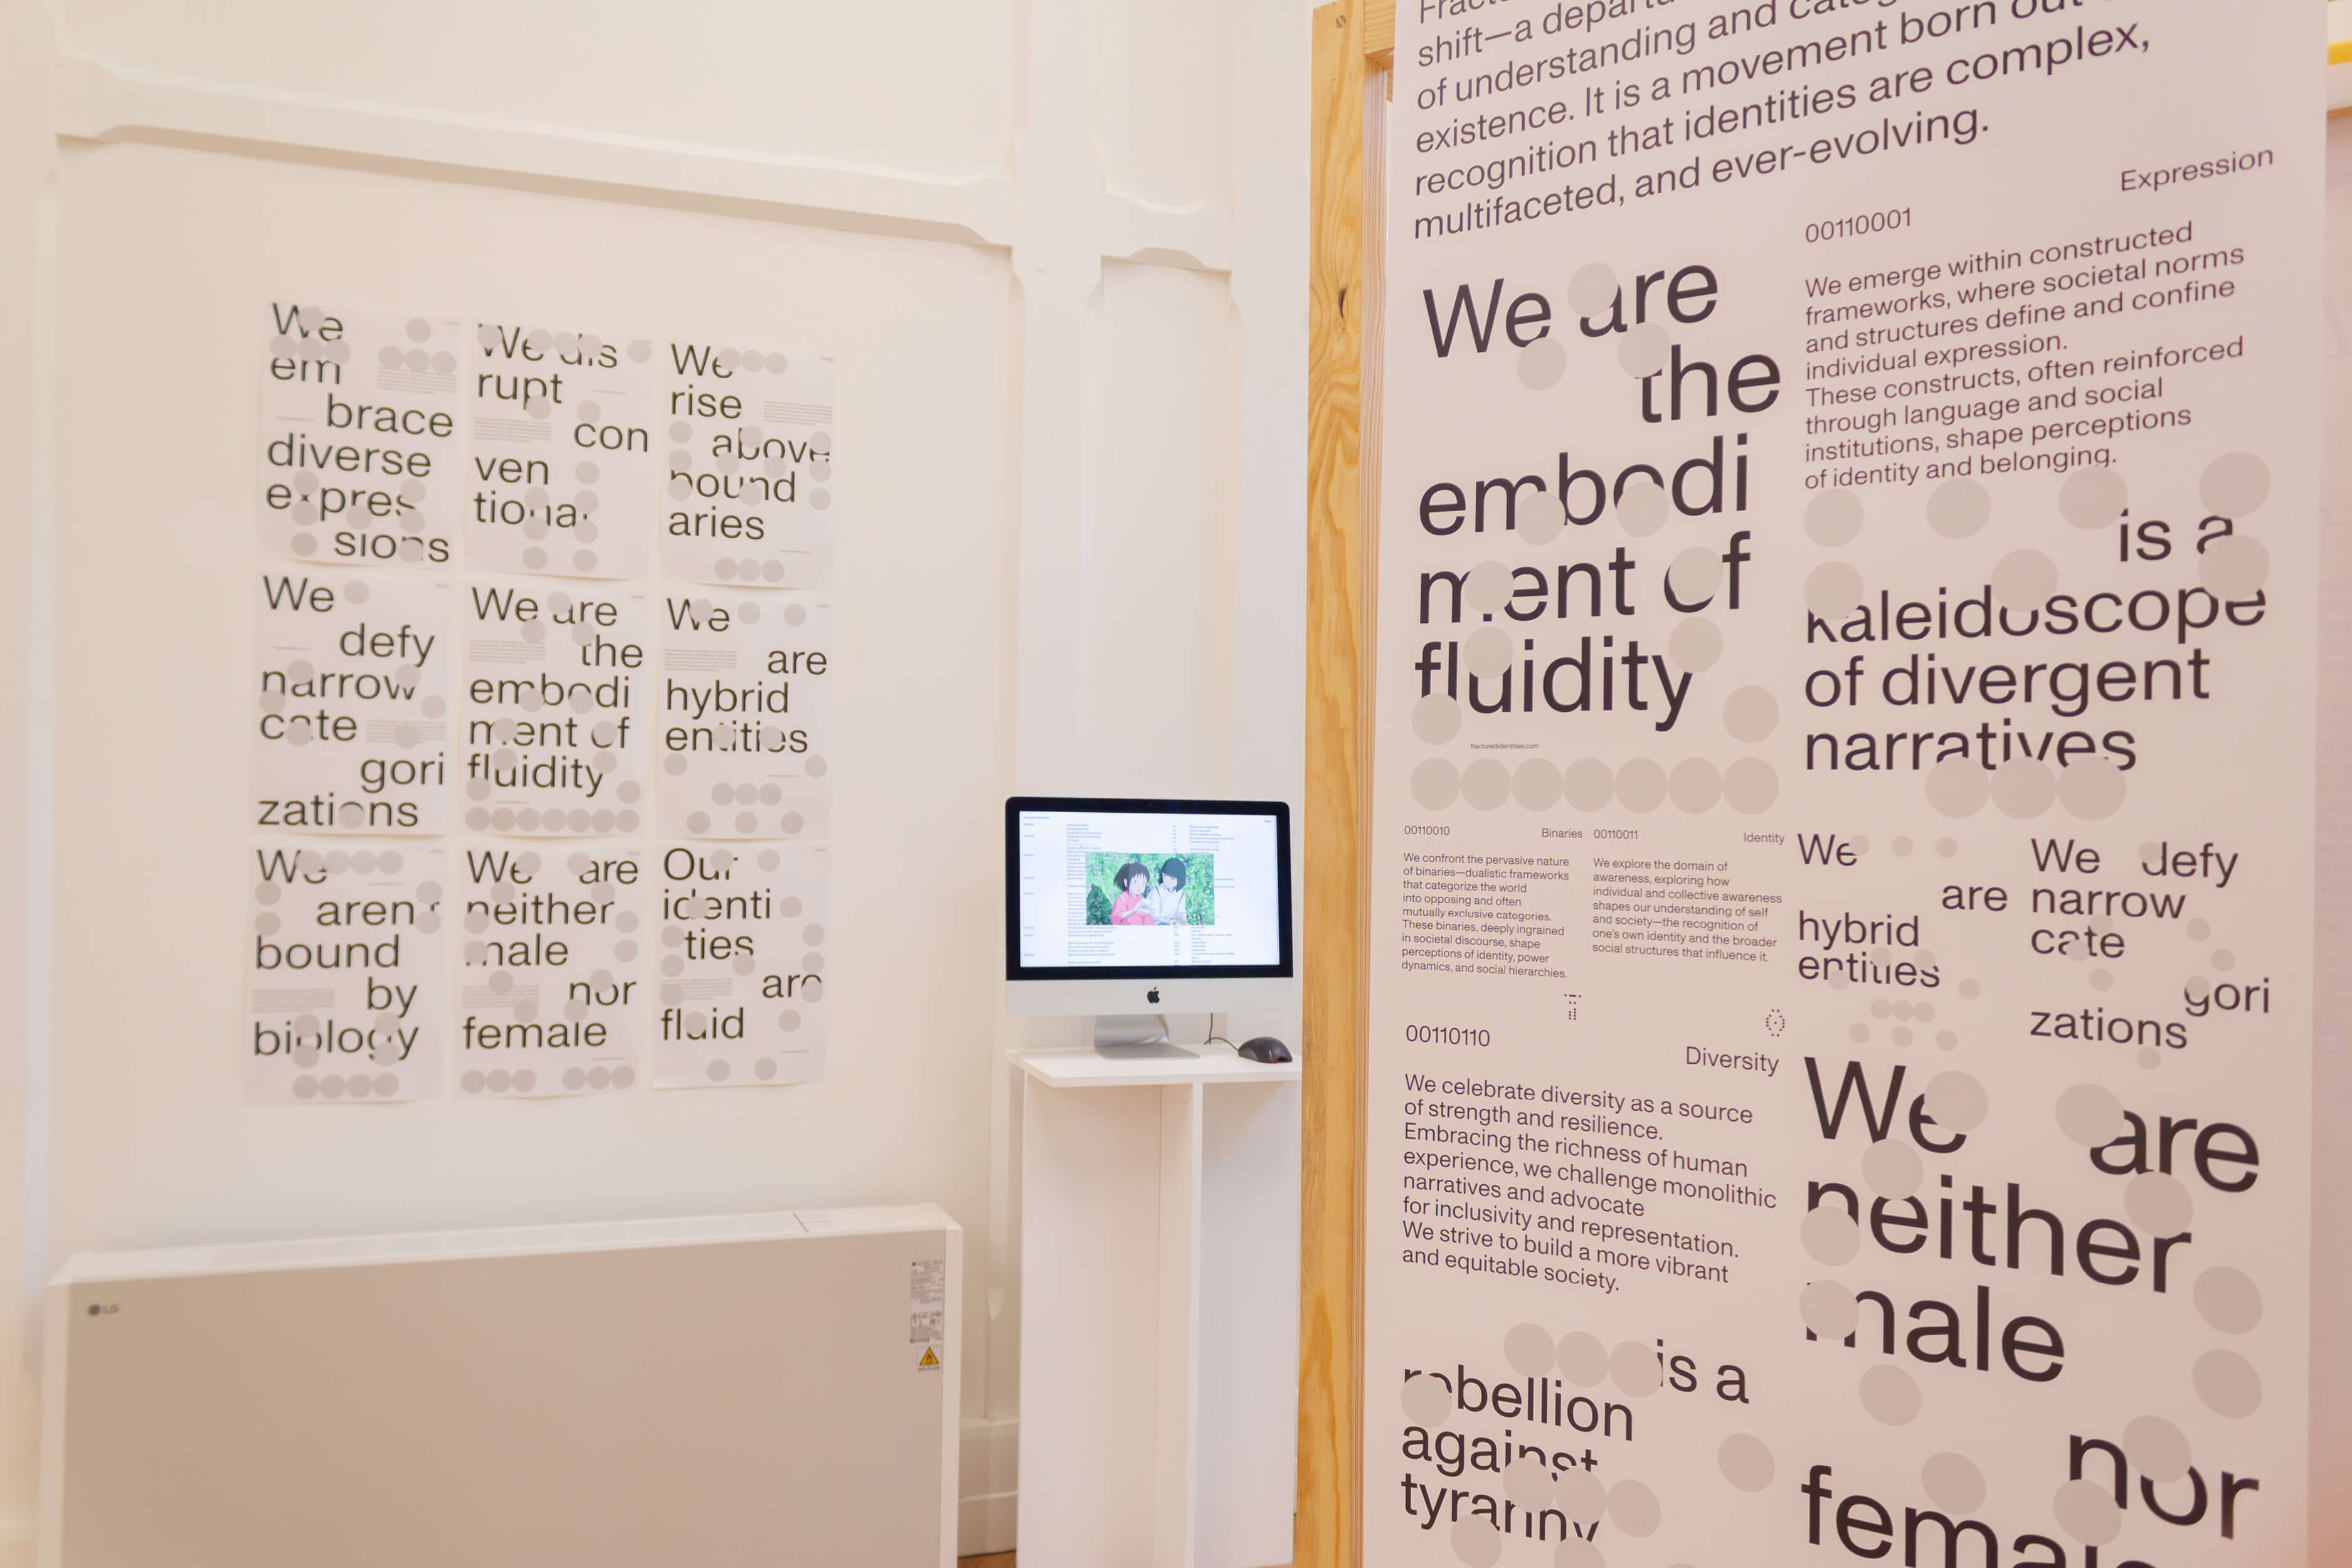 We
em
brace
diverse
expres
sions
We dis
rupt
con
ven
tional
We
rise
above
bound
aries
We
defy
narrow
cate
gori
zations
We are
the
embodi
ment of
fluidity
We
are
hybrid
entities
We
aren't
bound
by
biology
We are
neither
male
nor
female
Our
identi
ties
are
fluid
LG
shift—a
of understanding and
existence. It is a movement born out
recognition that identities are complex,
multifaceted, and ever-evolving.
We are
the
embodi
ment of
fluidity
fracturedidentities.com
00110001
Expression
We emerge within constructed
frameworks, where societal norms
and structures define and confine
individual expression.
These constructs, often reinforced
through language and social
institutions, shape perceptions
of identity and belonging.
is a
kaleidoscope
of divergent
narratives
00110010
Binaries
We confront the pervasive nature
of binaries—dualistic frameworks
that categorize the world
into opposing and often
mutually exclusive categories.
These binaries, deeply ingrained
in societal discourse, shape
perceptions of identity, power
dynamics, and social hierarchies.
00110011
Identity
We explore the domain of
awareness, exploring how
individual and collective awareness
shapes our understanding of self
and society—the recognition of
one's own identity and the broader
social structures that influence it.
We
are
hybrid
entities
We defy
narrow
cate
gori
zations
00110110
Diversity
We celebrate diversity as a source
of strength and resilience.
Embracing the richness of human
experience, we challenge monolithic
narratives and advocate
for inclusivity and representation.
We strive to build a more vibrant
and equitable society.
is a
rebellion
against
tyranny
We are
neither
male
nor
female